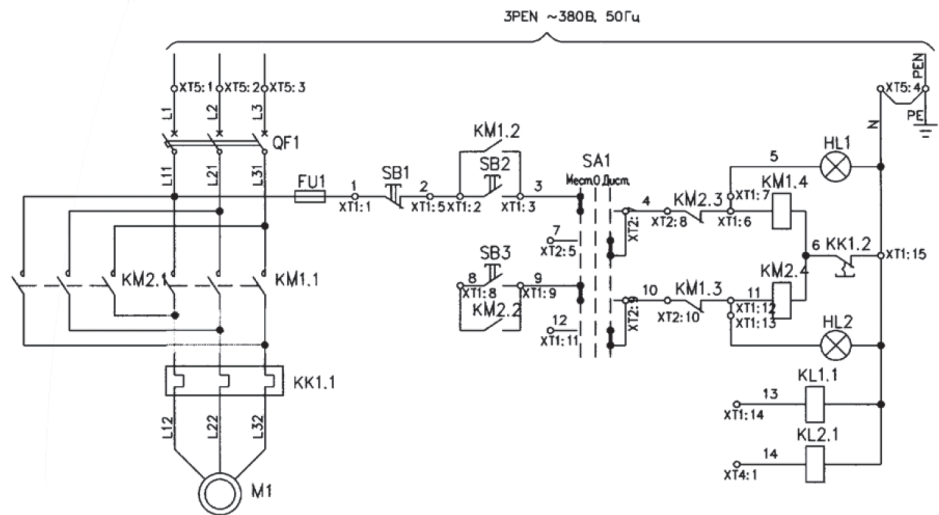 3PEN ~380В, 50Гц
XT5:1 XT5:2 XT5:3
L1 L2 L3
QF1
L11 L21 L31
PEN
XT5:4
PE
N
KM1.2
SB2
SB1
FU1
1 2 3
XT1:1 XT1:5 XT1:2 XT1:3
SA1
Мест. 0 Дист.
HL1
5
XT1:7
KM1.4
4
XT2:7
KM2.3
XT2:8 XT1:6
7
XT2:5
6 KK1.2
XT1:15
KM2.1 KM1.1
SB3
8 9 9
XT1:8 XT1:9
KM2.2
KM2.4
10
KM1.3
11
XT2:9
XT2:10
XT1:12
XT1:13
12
XT1:11
HL2
KK1.1
KL1.1
13
XT1:14
L12 L22 L32
KL2.1
14
XT4:1
M1